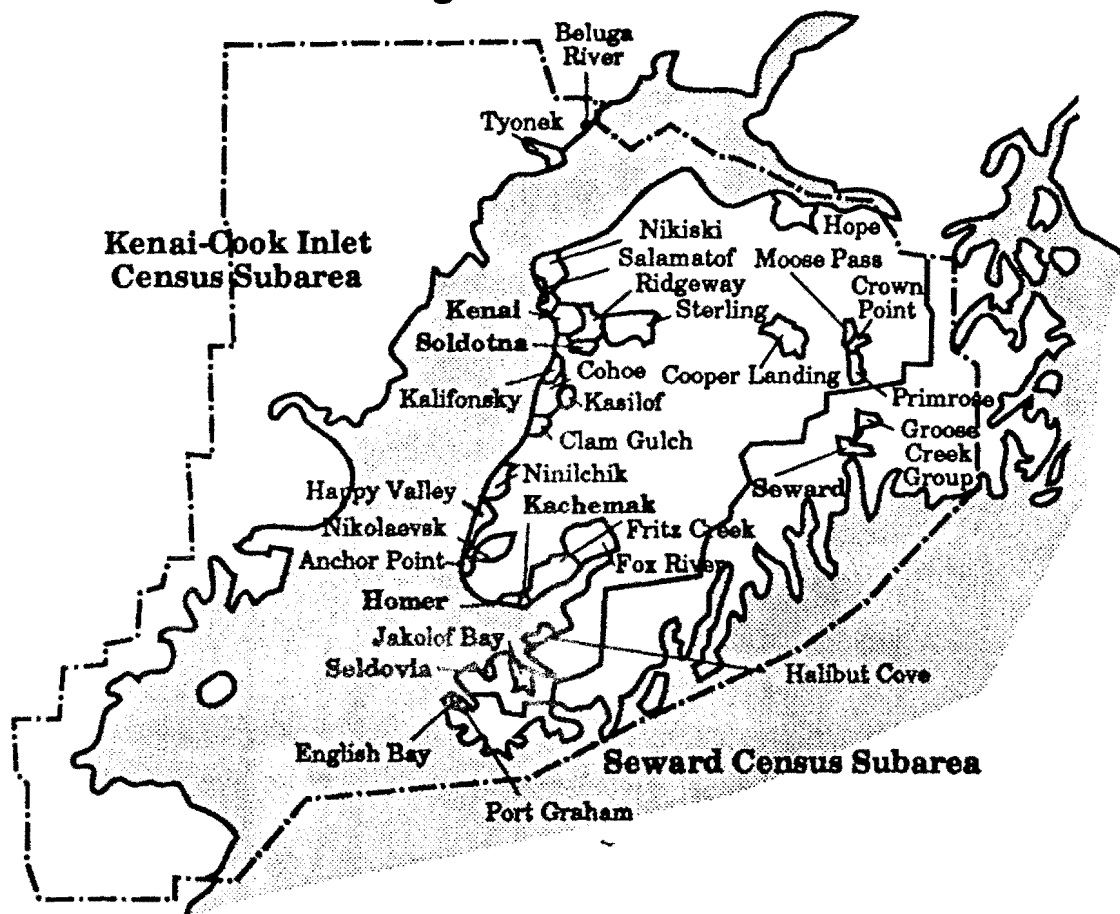 Beluga
River
Tyonek
Kenai-Cook Inlet
Census Subarea
Nikiski
Hope
Salamatof
Moose Pass
Ridgeway
Crown
Point
Kenai
Sterling
Soldotna
Cohoe
Cooper Landing
Kalifonsky
Kasilof
Primrose
Clam Gulch
Groose
Creek
Group
Ninilchik
Seward
Happy Valley
Kachemak
Nikolaevsk
Fritz Creek
Anchor Point
Fox River
Homer
Jakolof Bay
Seldovia
Halibut Cove
English Bay
Seward Census Subarea
Port Graham